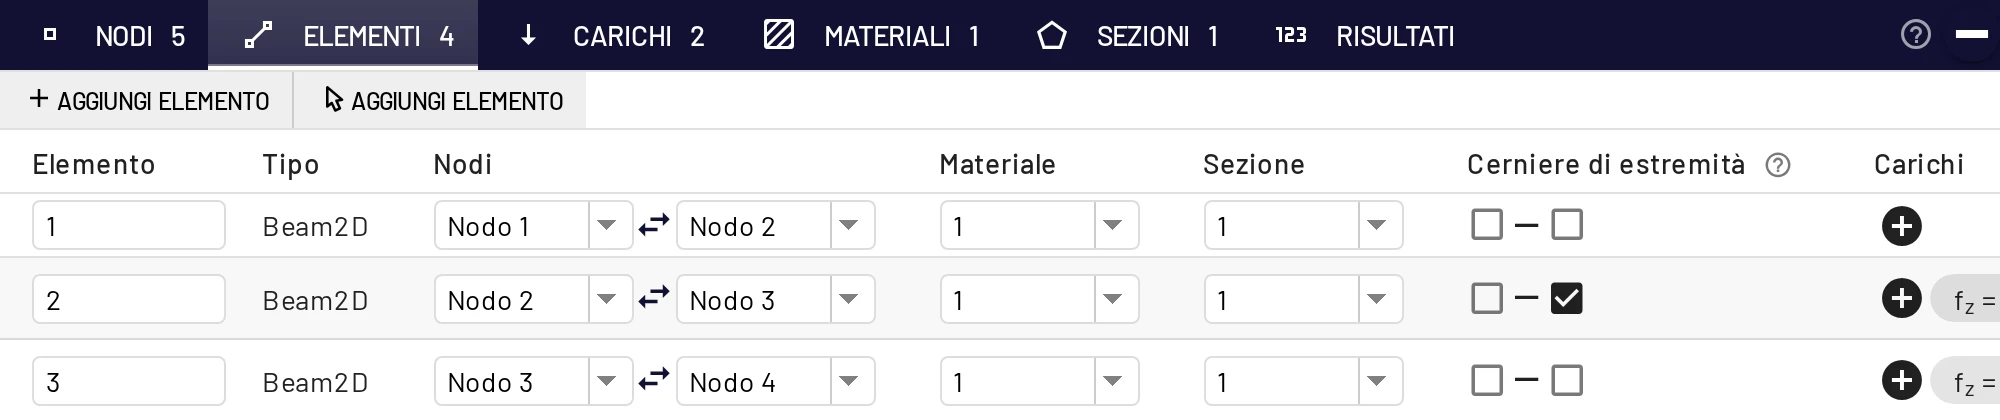 NODI 5 ELEMENTI 4 CARICHI 2 MATERIALI 1 SEZIONI 1 123 RISULTATI ?
+ AGGIUNGI ELEMENTO AGGIUNGI ELEMENTO
Elemento Tipo Nodi Materiale Sezione Cerniere di estremità ? Carichi
1 Beam2D Nodo 1 Nodo 2 1 1
2 Beam2D Nodo 2 Nodo 3 1 1 fz =
3 Beam2D Nodo 3 Nodo 4 1 1 fz =